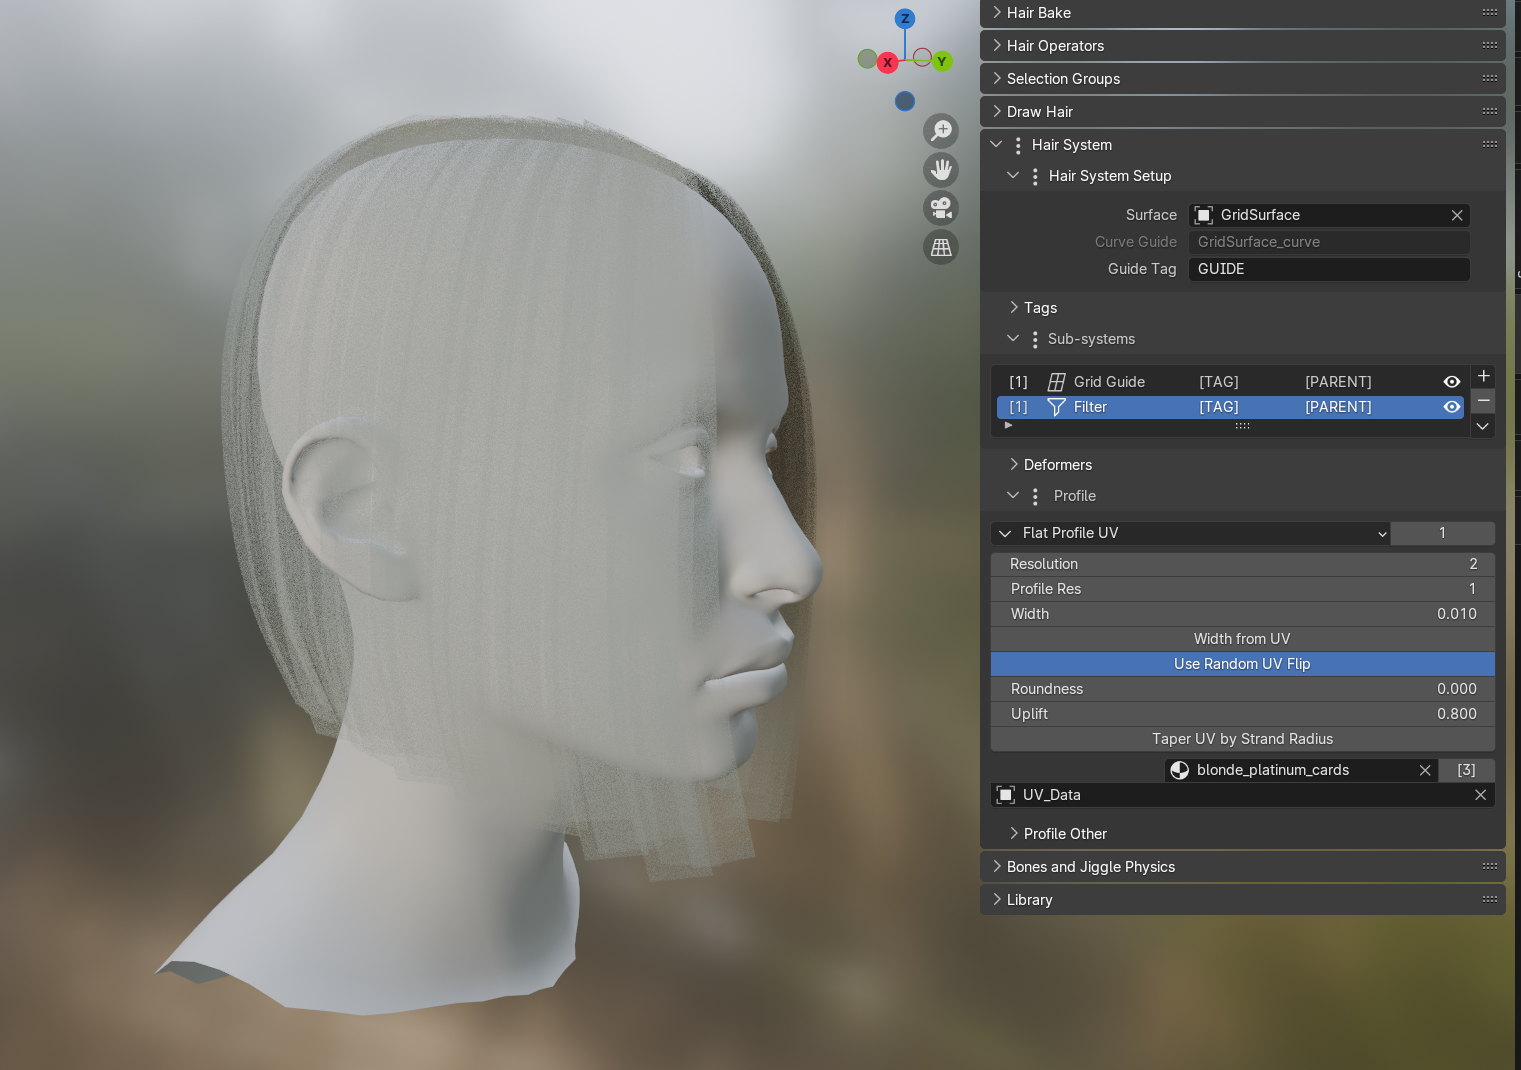 Z
X
Y
Hair Bake
Hair Operators
Selection Groups
Draw Hair
Hair System
Hair System Setup
Surface GridSurface
Curve Guide GridSurface_curve
Guide Tag GUIDE
Tags
Sub-systems
[1] Grid Guide [TAG] [PARENT]
[1] Filter [TAG] [PARENT]
Deformers
Profile
Flat Profile UV 1
Resolution 2
Profile Res 1
Width 0.010
Width from UV
Use Random UV Flip
Roundness 0.000
Uplift 0.800
Taper UV by Strand Radius
blonde_platinum_cards [3]
UV_Data
Profile Other
Bones and Jiggle Physics
Library